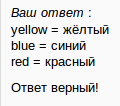 Ваш ответ :
yellow = жёлтый
blue = синий
red = красный
Ответ верный!